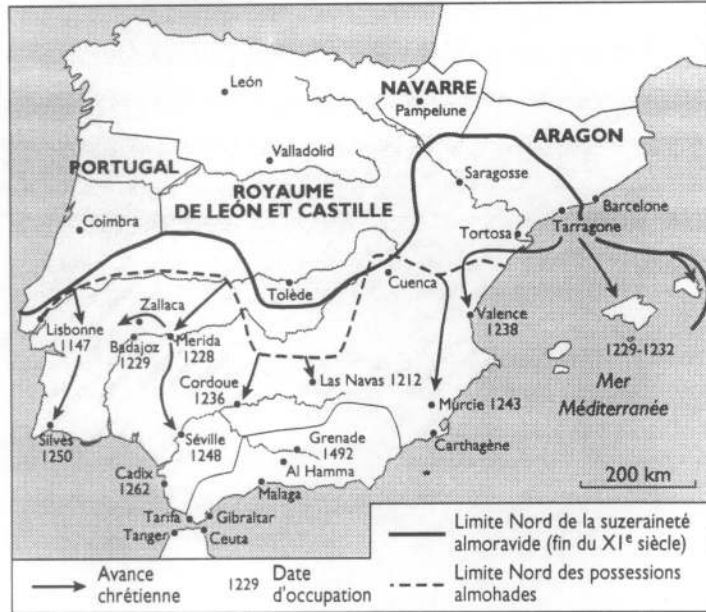 León
NAVARRE
Pampelune
ARAGON
PORTUGAL
Valladolid
Saragosse
ROYAUME
DE LEÓN ET CASTILLE
Barcelone
Coimbra
Tortosa
Tarragone
Tolède
Cuenca
Zallaca
Lisbonne
1147
Badajoz
1229
Merida
1228
Valence
1238
1229-1232
Cordoue
1236
Las Navas 1212
Mer
Méditerranée
Murcie 1243
Silvès
1250
Séville
1248
Grenade
1492
Carthagène
Al Hamma
Cadix
1262
Malaga
200 km
Tarifa
Gibraltar
Tanger
Ceuta
Limite Nord de la suzeraineté
almoravide (fin du XIe siècle)
Avance
chrétienne
1229
Date
d'occupation
Limite Nord des possessions
almohades